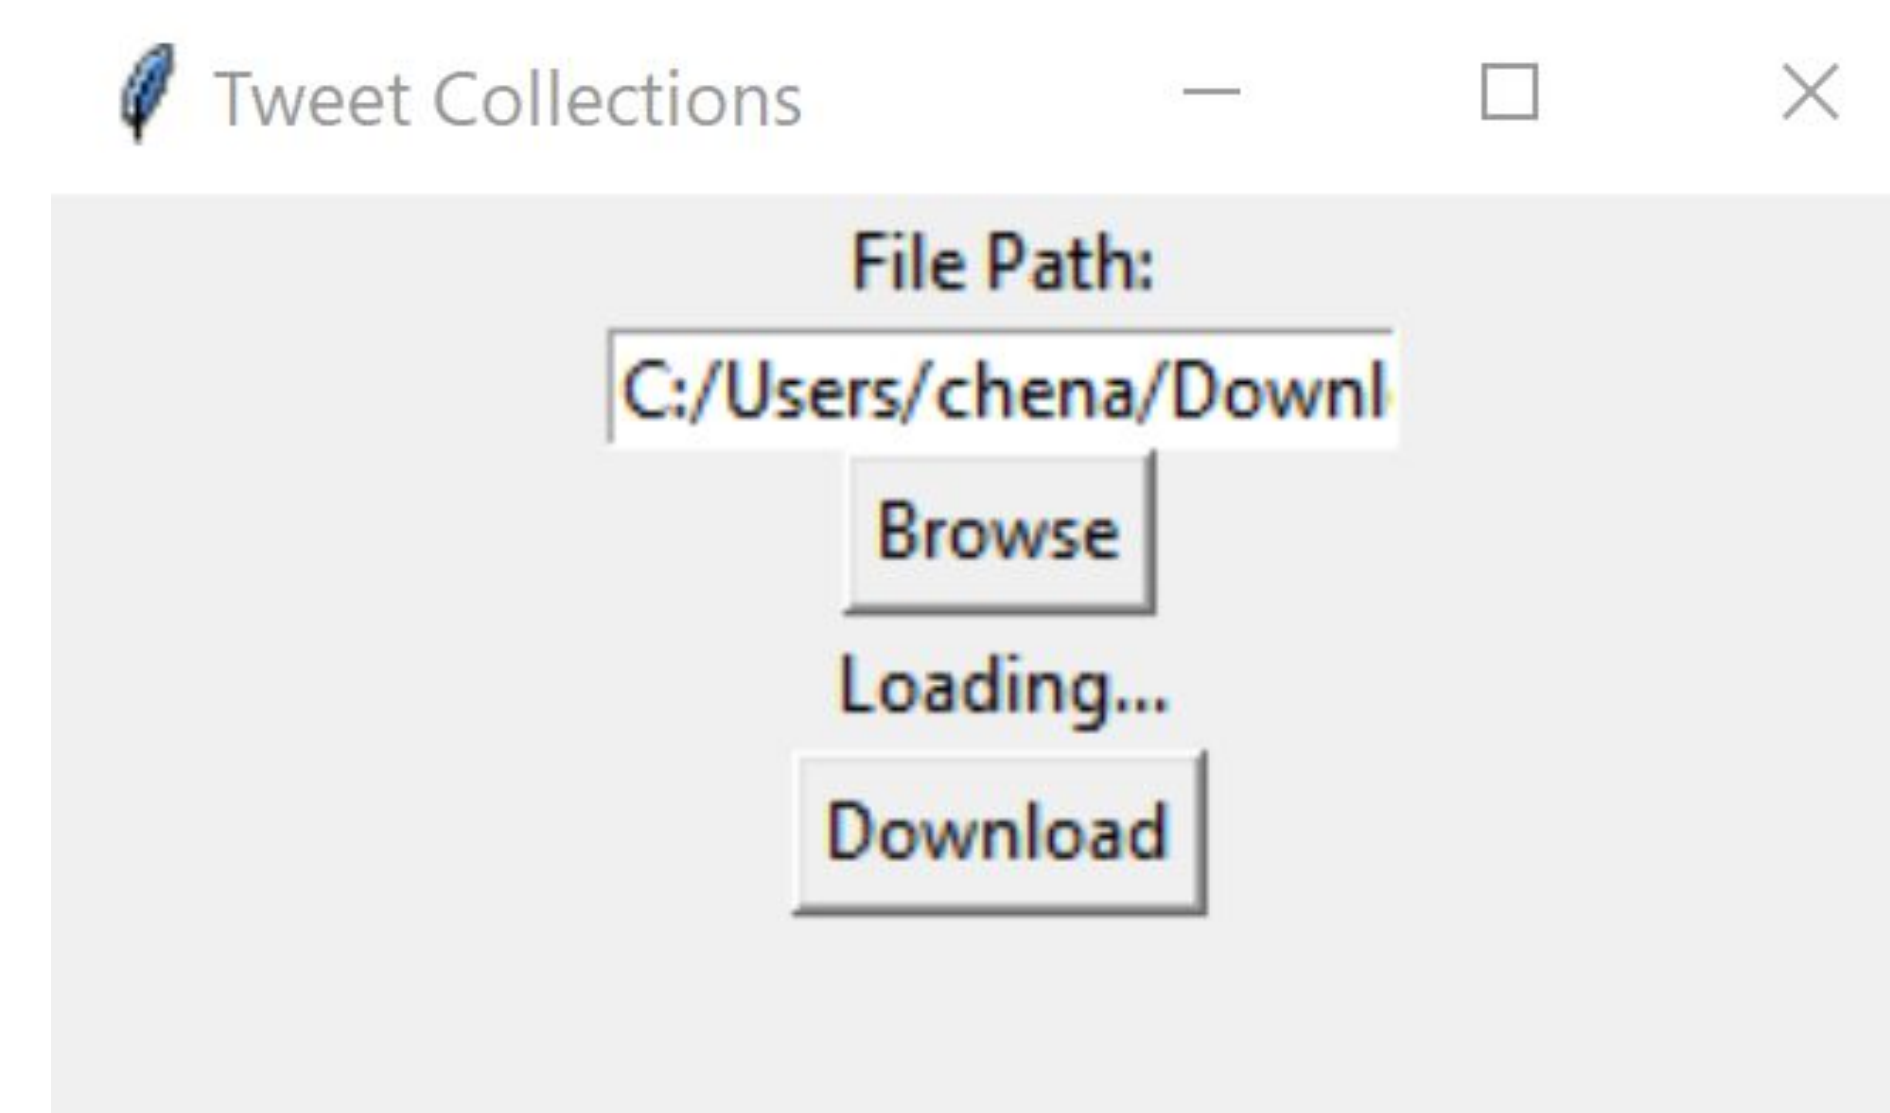 Tweet Collections
File Path:
C:/Users/chena/Downl
Browse
Loading...
Download